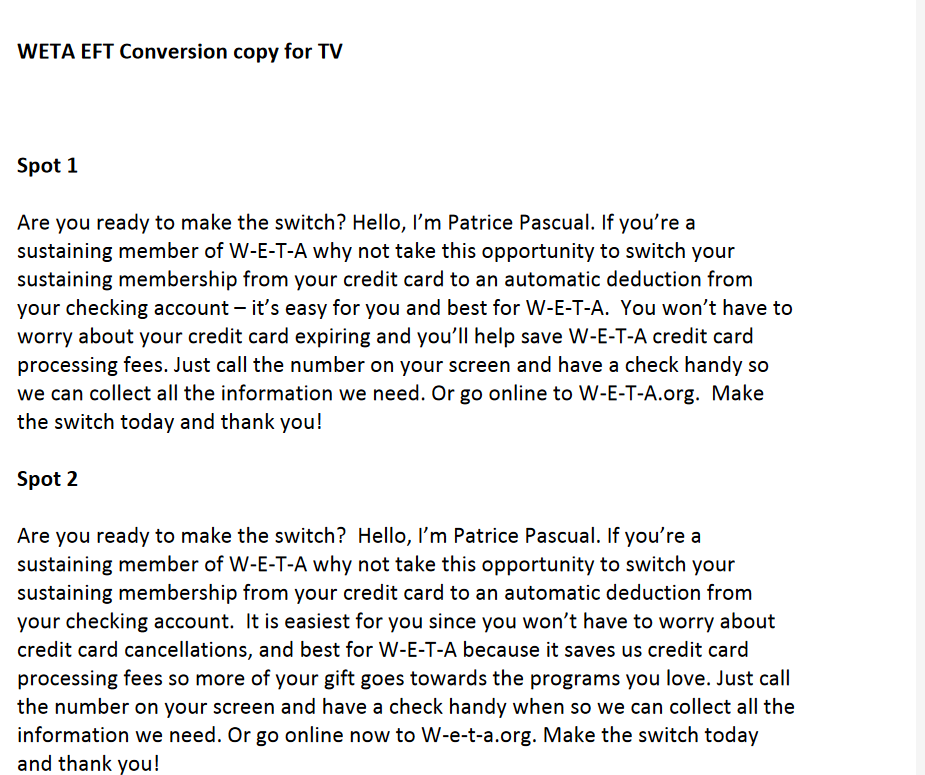 WETA EFT Conversion copy for TV
Spot 1
Are you ready to make the switch? Hello, I’m Patrice Pascual. If you’re a
sustaining member of W-E-T-A why not take this opportunity to switch your
sustaining membership from your credit card to an automatic deduction from
your checking account – it’s easy for you and best for W-E-T-A.  You won’t have to
worry about your credit card expiring and you’ll help save W-E-T-A credit card
processing fees. Just call the number on your screen and have a check handy so
we can collect all the information we need. Or go online to W-E-T-A.org.  Make
the switch today and thank you!
Spot 2
Are you ready to make the switch?  Hello, I’m Patrice Pascual. If you’re a
sustaining member of W-E-T-A why not take this opportunity to switch your
sustaining membership from your credit card to an automatic deduction from
your checking account.  It is easiest for you since you won’t have to worry about
credit card cancellations, and best for W-E-T-A because it saves us credit card
processing fees so more of your gift goes towards the programs you love. Just call
the number on your screen and have a check handy when so we can collect all the
information we need. Or go online now to W-e-t-a.org. Make the switch today
and thank you!